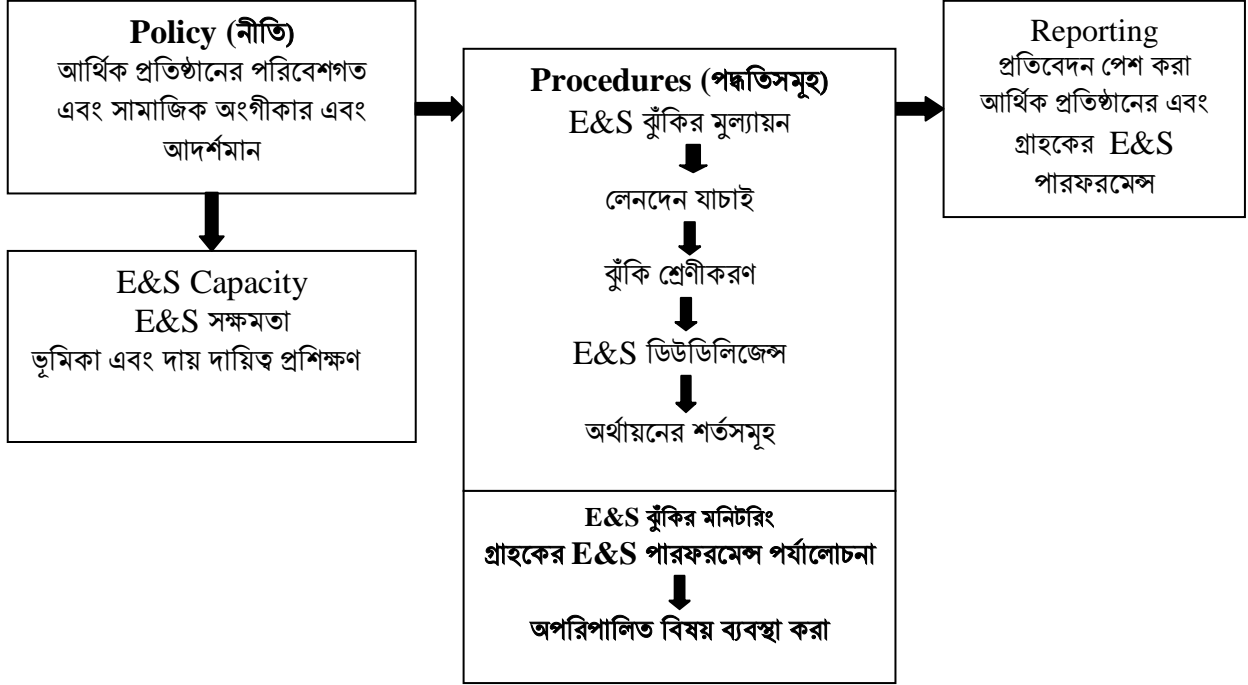 Policy (নীতি)
আর্থিক প্রতিষ্ঠানের পরিবেশগত
এবং সামাজিক অংগীকার এবং
আদর্শমান
E&S Capacity
E&S সক্ষমতা
ভূমিকা এবং দায় দায়িত্ব প্রশিক্ষণ
Procedures (পদ্ধতিসমূহ)
E&S ঝুঁকির মুল্যায়ন
লেনদেন যাচাই
ঝুঁকি শ্রেণীকরণ
E&S ডিউডিলিজেন্স
অর্থায়নের শর্তসমূহ
E&S ঝুঁকির মনিটরিং
গ্রাহকের E&S পারফরমেন্স পর্যালোচনা
অপরিপালিত বিষয় ব্যবস্থা করা
Reporting
প্রতিবেদন পেশ করা
আর্থিক প্রতিষ্ঠানের এবং
গ্রাহকের E&S
পারফরমেন্স